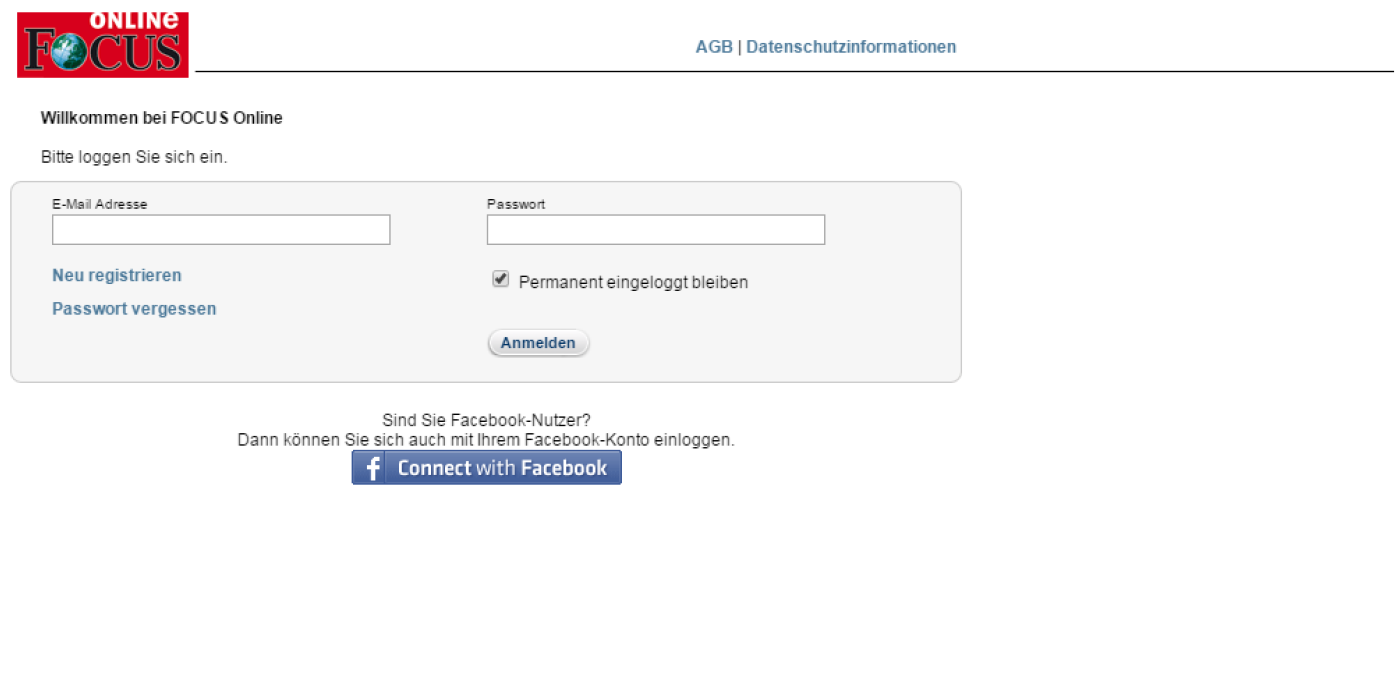 ONLINE
FOCUS
AGB | Datenschutzinformationen
Willkommen bei FOCUS Online
Bitte loggen Sie sich ein.
E-Mail Adresse
Passwort
Neu registrieren
Permanent eingeloggt bleiben
Passwort vergessen
Anmelden
Sind Sie Facebook-Nutzer?
Dann können Sie sich auch mit Ihrem Facebook-Konto einloggen.
f Connect with Facebook